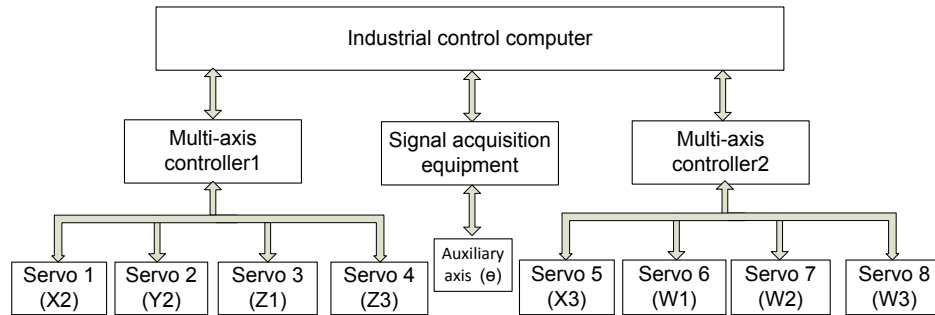 Industrial control computer
Multi-axis
controller1
Signal acquisition
equipment
Multi-axis
controller2
Servo 1
(X2)
Servo 2
(Y2)
Servo 3
(Z1)
Servo 4
(Z3)
Auxiliary
axis (ө)
Servo 5
(X3)
Servo 6
(W1)
Servo 7
(W2)
Servo 8
(W3)